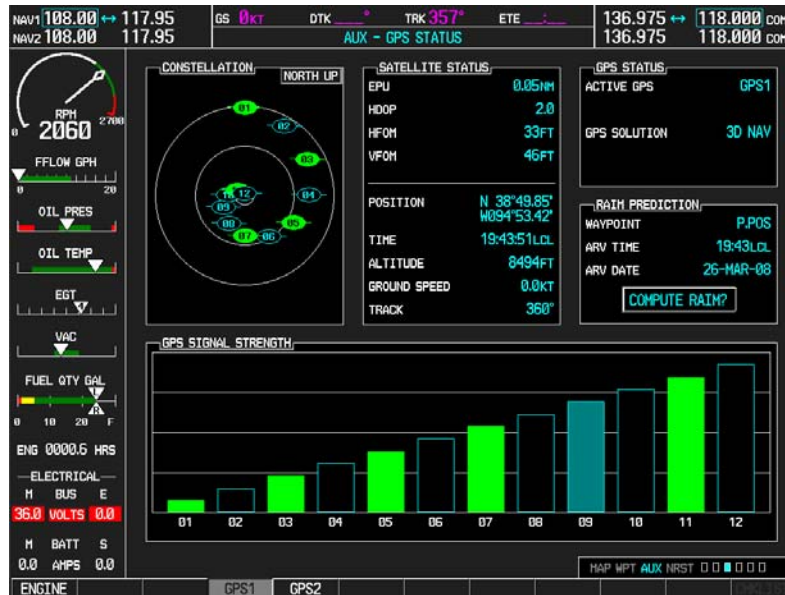 NAV1 108.00 ↔ 117.95
NAV2 108.00 117.95
GS 0KT DTK ___° TRK 357° ETE __:__
AUX - GPS STATUS
136.975 ↔ 118.000 COM
136.975 118.000 COM
RPM
2060
0 2700
FFLOW GPH
0 20
OIL PRES
OIL TEMP
EGT
4
VAC
FUEL QTY GAL
L
R
0 10 20 F
ENG 0000.6 HRS
ELECTRICAL
M BUS E
36.0 VOLTS 0.0
M BATT S
0.0 AMPS 0.0
CONSTELLATION
NORTH UP
01
02
03
04
12
09
08
05
07 06
SATELLITE STATUS
EPU 0.05NM
HDOP 2.0
HFOM 33FT
VFOM 46FT
POSITION N 38°49.85'
W094°53.42'
TIME 19:43:51LCL
ALTITUDE 8494FT
GROUND SPEED 0.0KT
TRACK 360°
GPS STATUS
ACTIVE GPS GPS1
GPS SOLUTION 3D NAV
RAIM PREDICTION
WAYPOINT P.POS
ARV TIME 19:43LCL
ARV DATE 26-MAR-08
COMPUTE RAIM?
GPS SIGNAL STRENGTH
01 02 03 04 05 06 07 08 09 10 11 12
MAP WPT AUX NRST
ENGINE GPS1 GPS2 CHKLIST